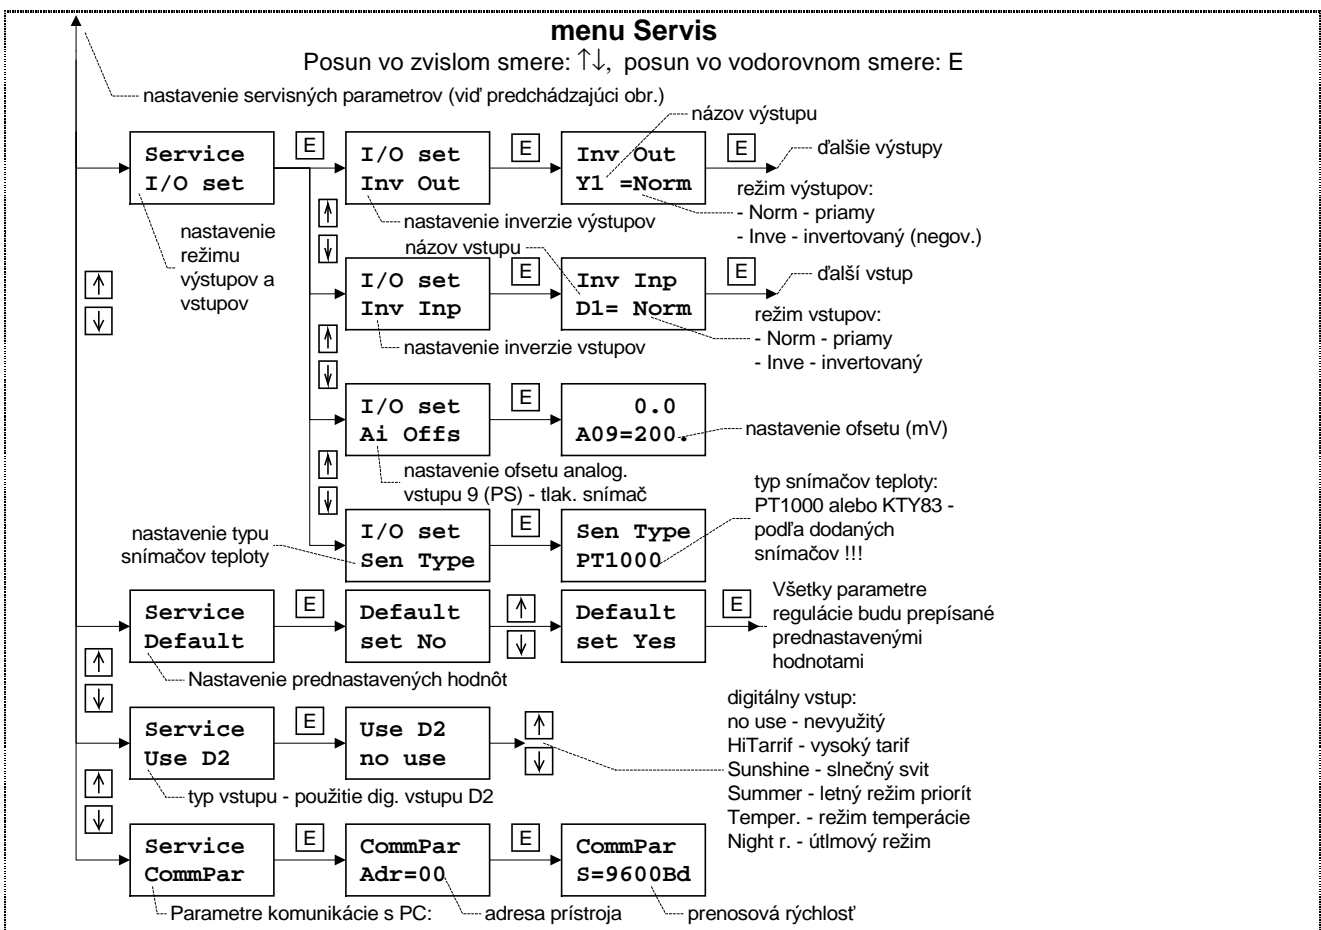 menu Servis
Posun vo zvislom smere: ↑↓, posun vo vodorovnom smere: E
nastavenie servisných parametrov (viď predchádzajúci obr.)
názov výstupu
Service
I/O set
E
I/O set
Inv Out
E
Inv Out
Y1 =Norm
E
ďalšie výstupy
režim výstupov:
- Norm - priamy
- Inve - invertovaný (negov.)
nastavenie
režimu
výstupov a
vstupov
nastavenie inverzie výstupov
názov vstupu
↑
↓
↑
↓
I/O set
Inv Inp
E
Inv Inp
D1= Norm
E
ďalší vstup
režim vstupov:
- Norm - priamy
- Inve - invertovaný
nastavenie inverzie vstupov
↑
↓
I/O set
Ai Offs
E
0.0
A09=200.
nastavenie ofsetu (mV)
nastavenie ofsetu analog.
vstupu 9 (PS) - tlak. snímač
↑
↓
typ snímačov teploty:
PT1000 alebo KTY83 -
podľa dodaných
snímačov !!!
nastavenie typu
snímačov teploty
I/O set
Sen Type
E
Sen Type
PT1000
Service
Default
E
Default
set No
↑
↓
Default
set Yes
E
Všetky parametre
regulácie budu prepísané
prednastavenými
hodnotami
Nastavenie prednastavených hodnôt
↑
↓
Service
Use D2
E
Use D2
no use
↑
↓
digitálny vstup:
no use - nevyužitý
HiTarrif - vysoký tarif
Sunshine - slnečný svit
Summer - letný režim priorít
Temper. - režim temperácie
Night r. - útlmový režim
typ vstupu - použitie dig. vstupu D2
↑
↓
Service
CommPar
E
CommPar
Adr=00
E
CommPar
S=9600Bd
Parametre komunikácie s PC:
adresa prístroja
prenosová rýchlosť